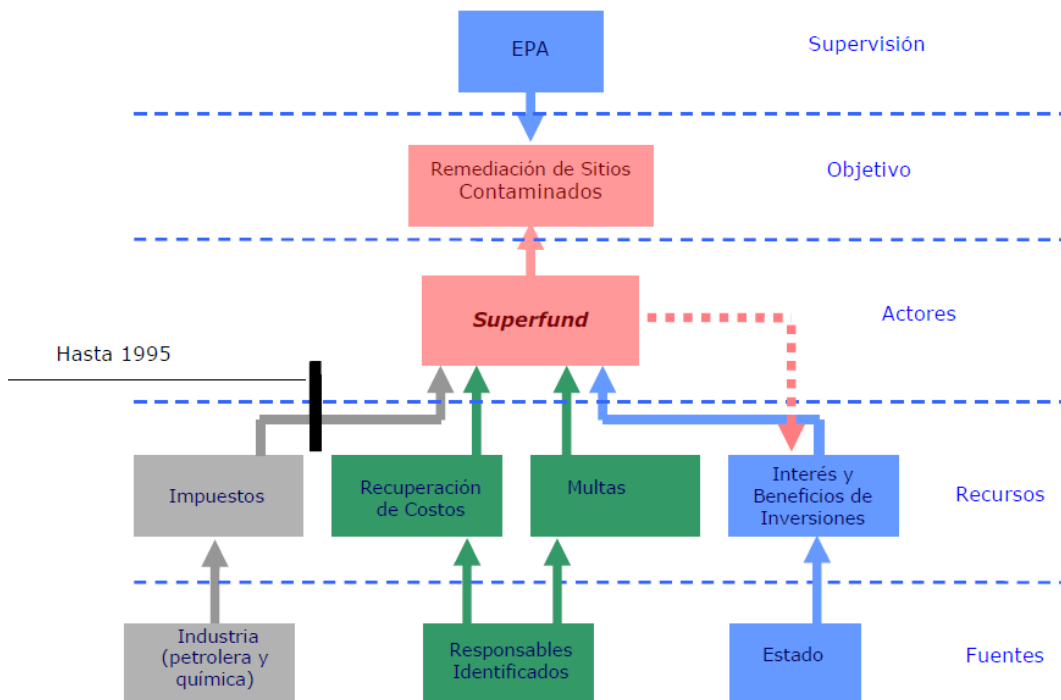 EPA
Supervisión
Remediación de Sitios
Contaminados
Objetivo
Superfund
Actores
Hasta 1995
Impuestos
Recuperación
de Costos
Multas
Interés y
Beneficios de
Inversiones
Recursos
Industria
(petrolera y
química)
Responsables
Identificados
Estado
Fuentes